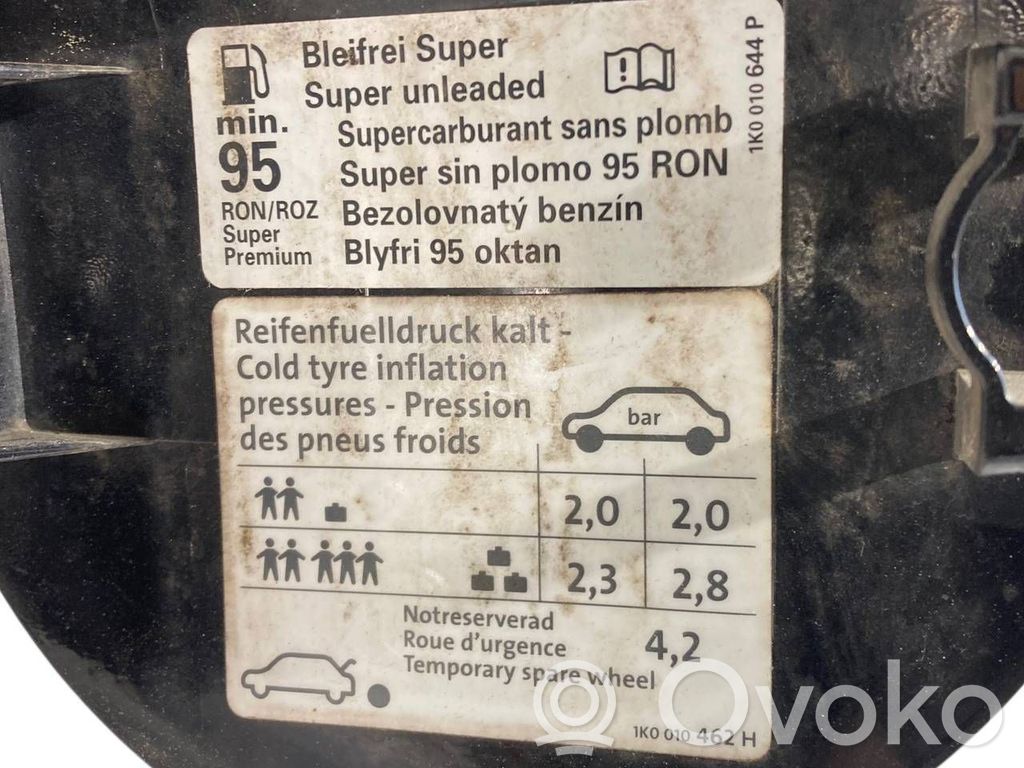 Bleifrei Super
Super unleaded
min. Supercarburant sans plomb
95 Super sin plomo 95 RON
RON/ROZ Bezolovnatý benzín
Super
Premium Blyfri 95 oktan
1K0 010 644 P
Reifenfuelldruck kalt -
Cold tyre inflation
pressures - Pression
des pneus froids
bar
2,0 2,0
2,3 2,8
Notreserverad
Roue d'urgence 4,2
Temporary spare wheel
1K0 010 462 H
Ovoko